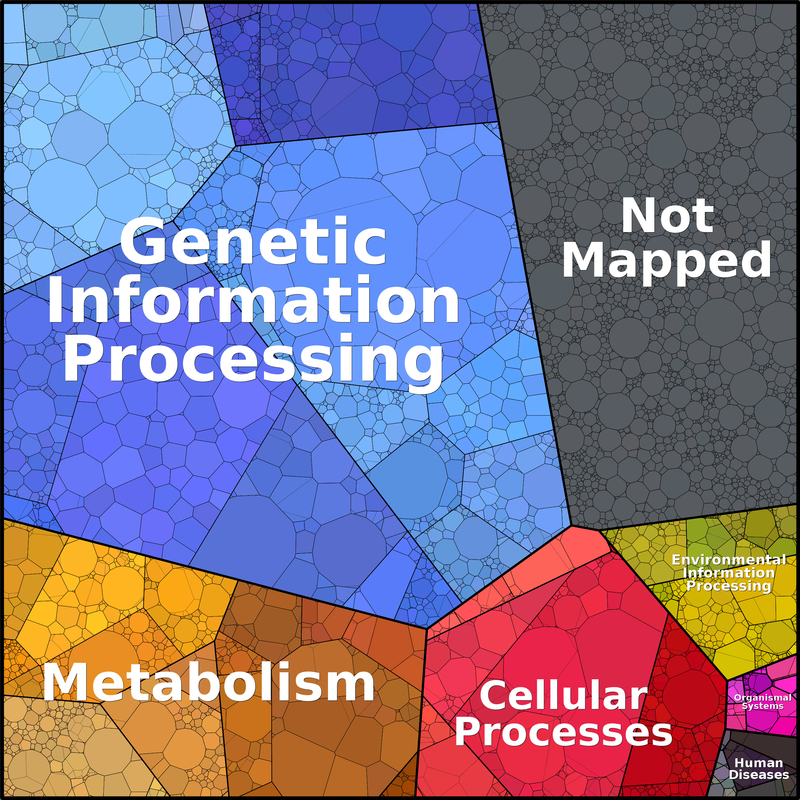 Genetic
Information
Processing
Not
Mapped
Environmental
Information
Processing
Metabolism
Cellular
Processes
Organismal
Systems
Human
Diseases